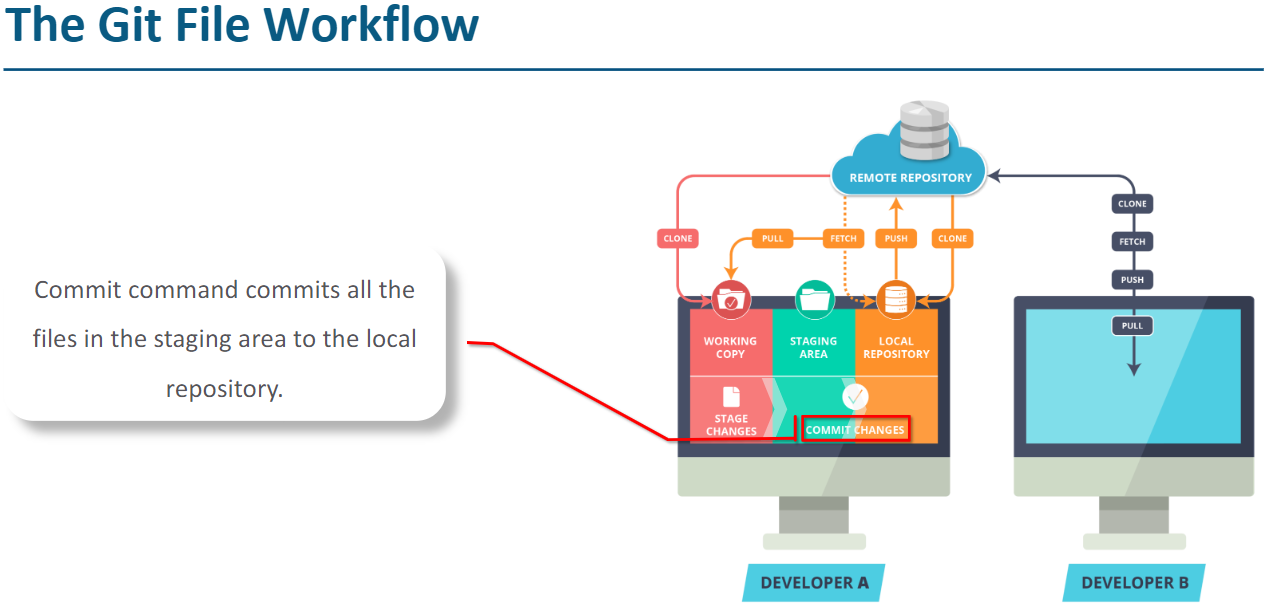 The Git File Workflow
Commit command commits all the
files in the staging area to the local
repository.
REMOTE REPOSITORY
CLONE
PULL
FETCH
PUSH
CLONE
WORKING
COPY
STAGING
AREA
LOCAL
REPOSITORY
STAGE
CHANGES
COMMIT CHANGES
DEVELOPER A
CLONE
FETCH
PUSH
PULL
DEVELOPER B